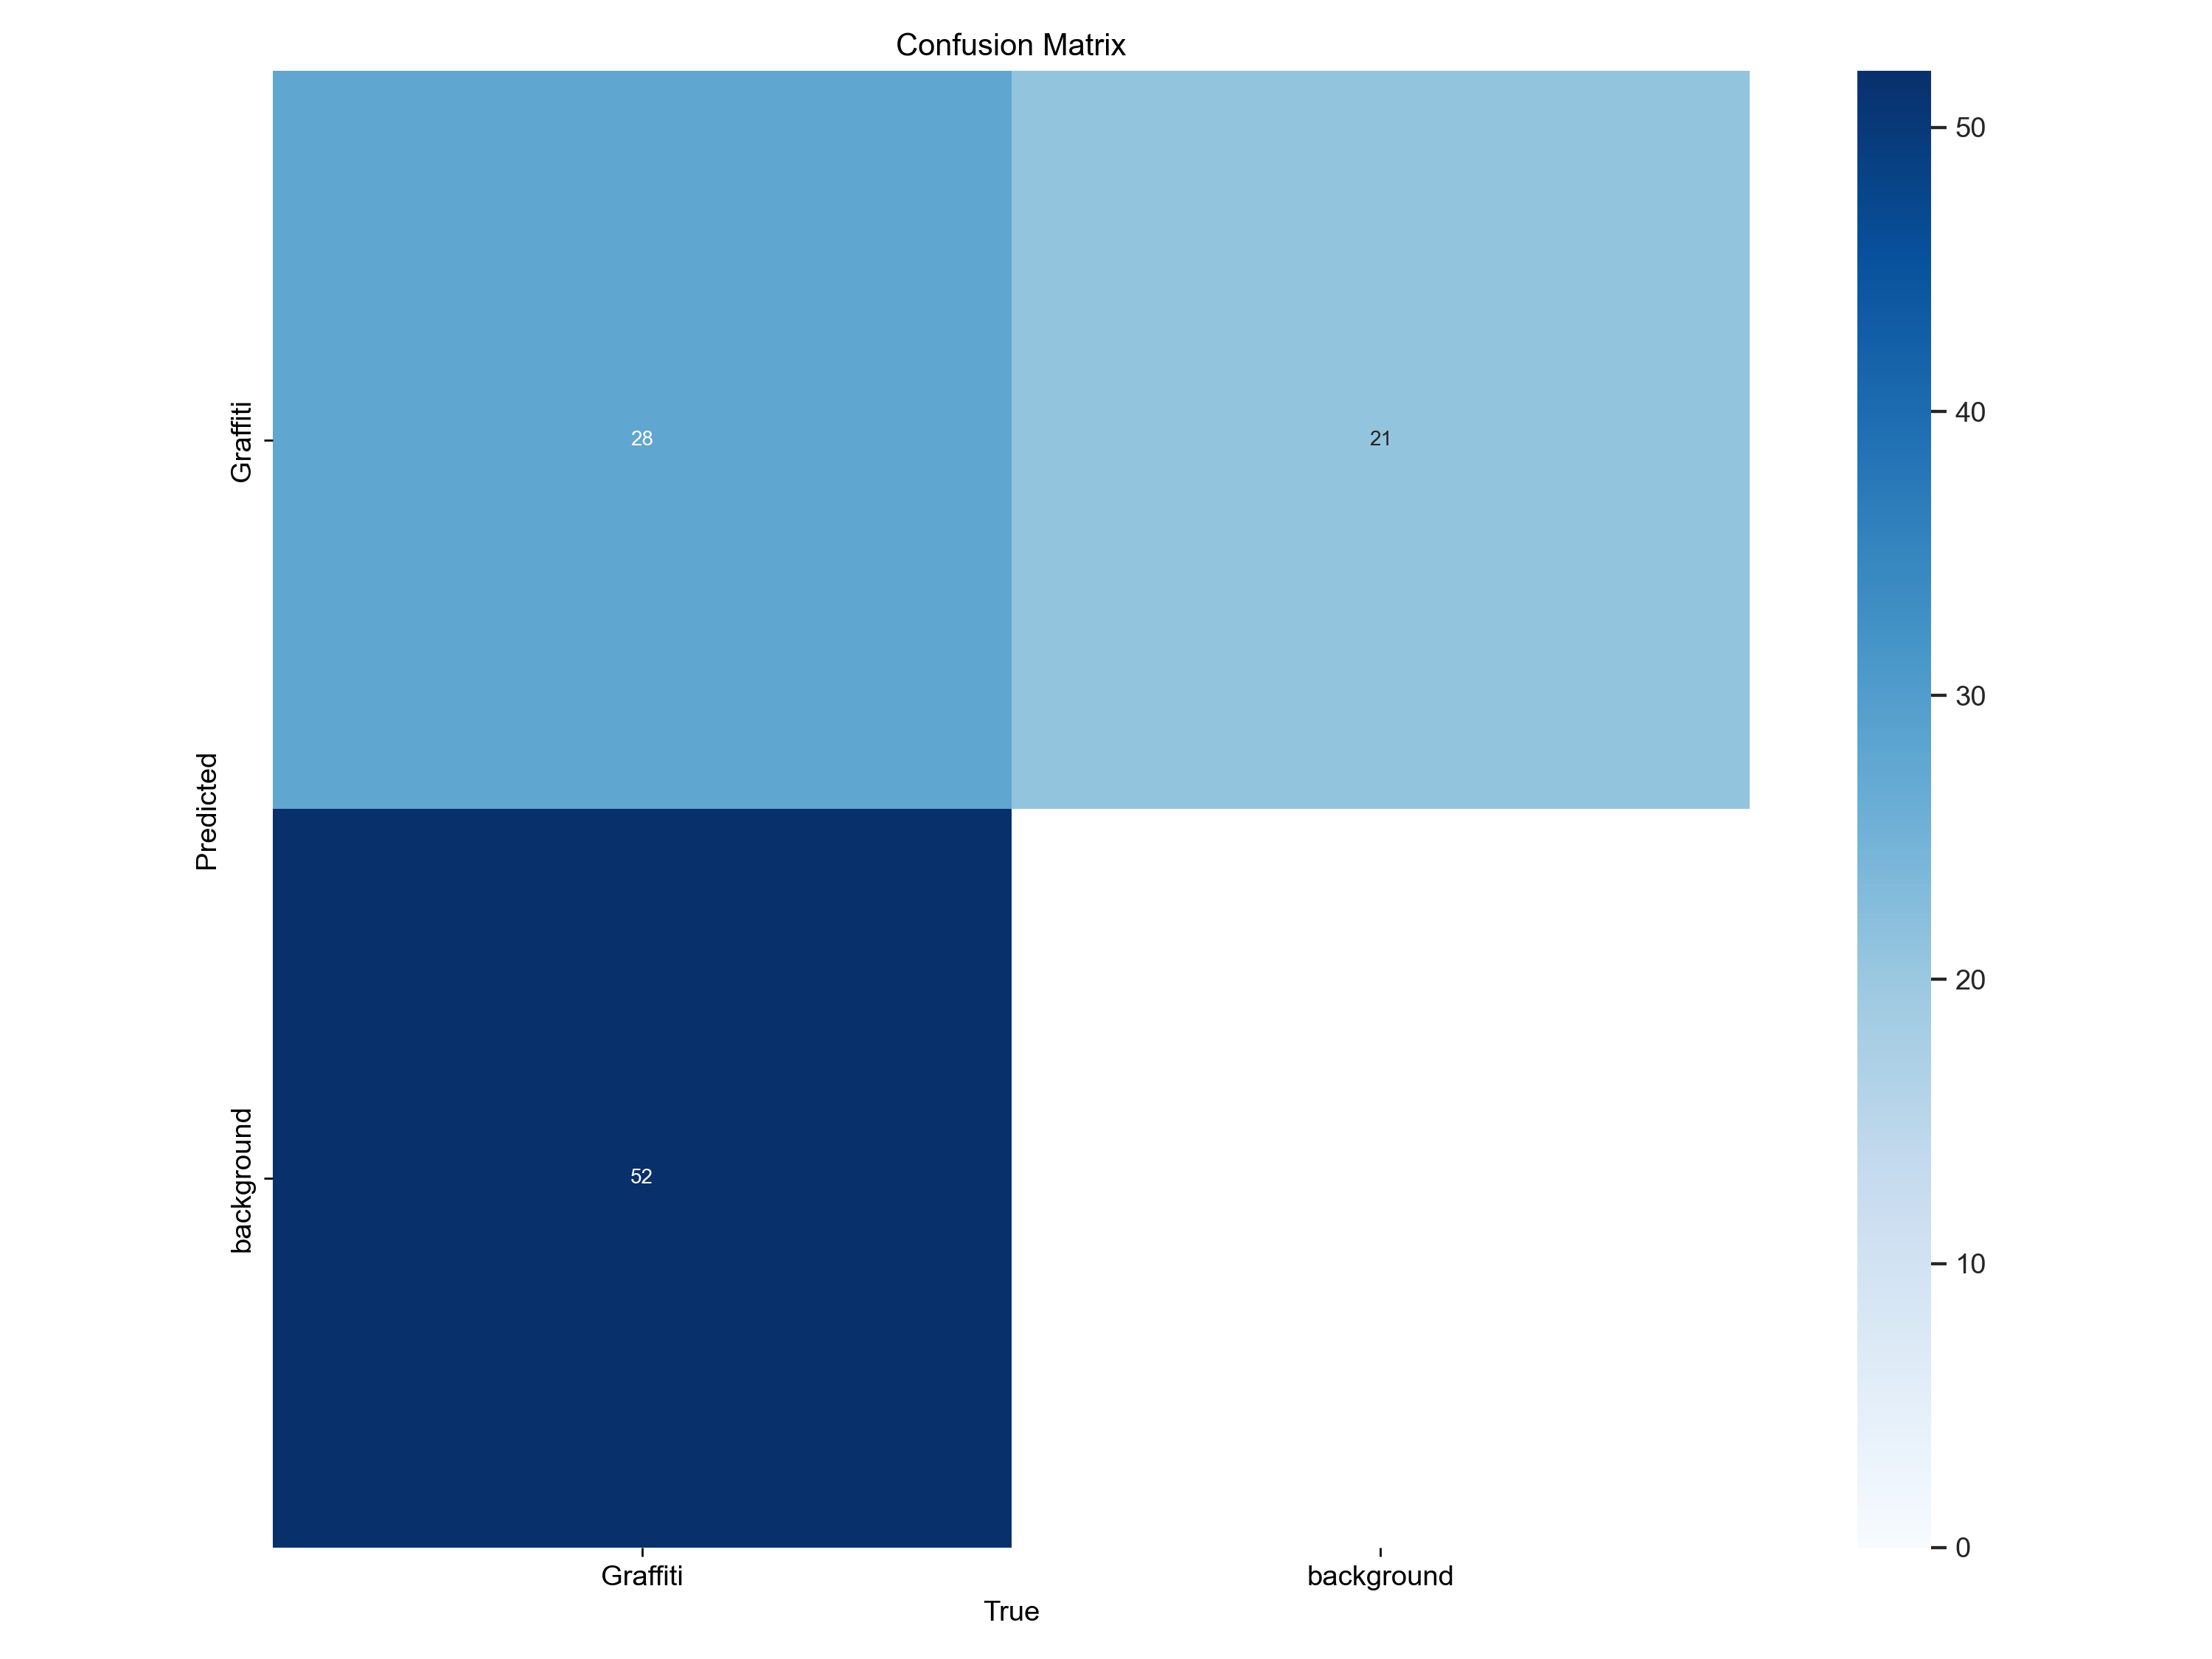 Confusion Matrix
Graffiti
background
Predicted
28
21
52
Graffiti
background
True
50
40
30
20
10
0